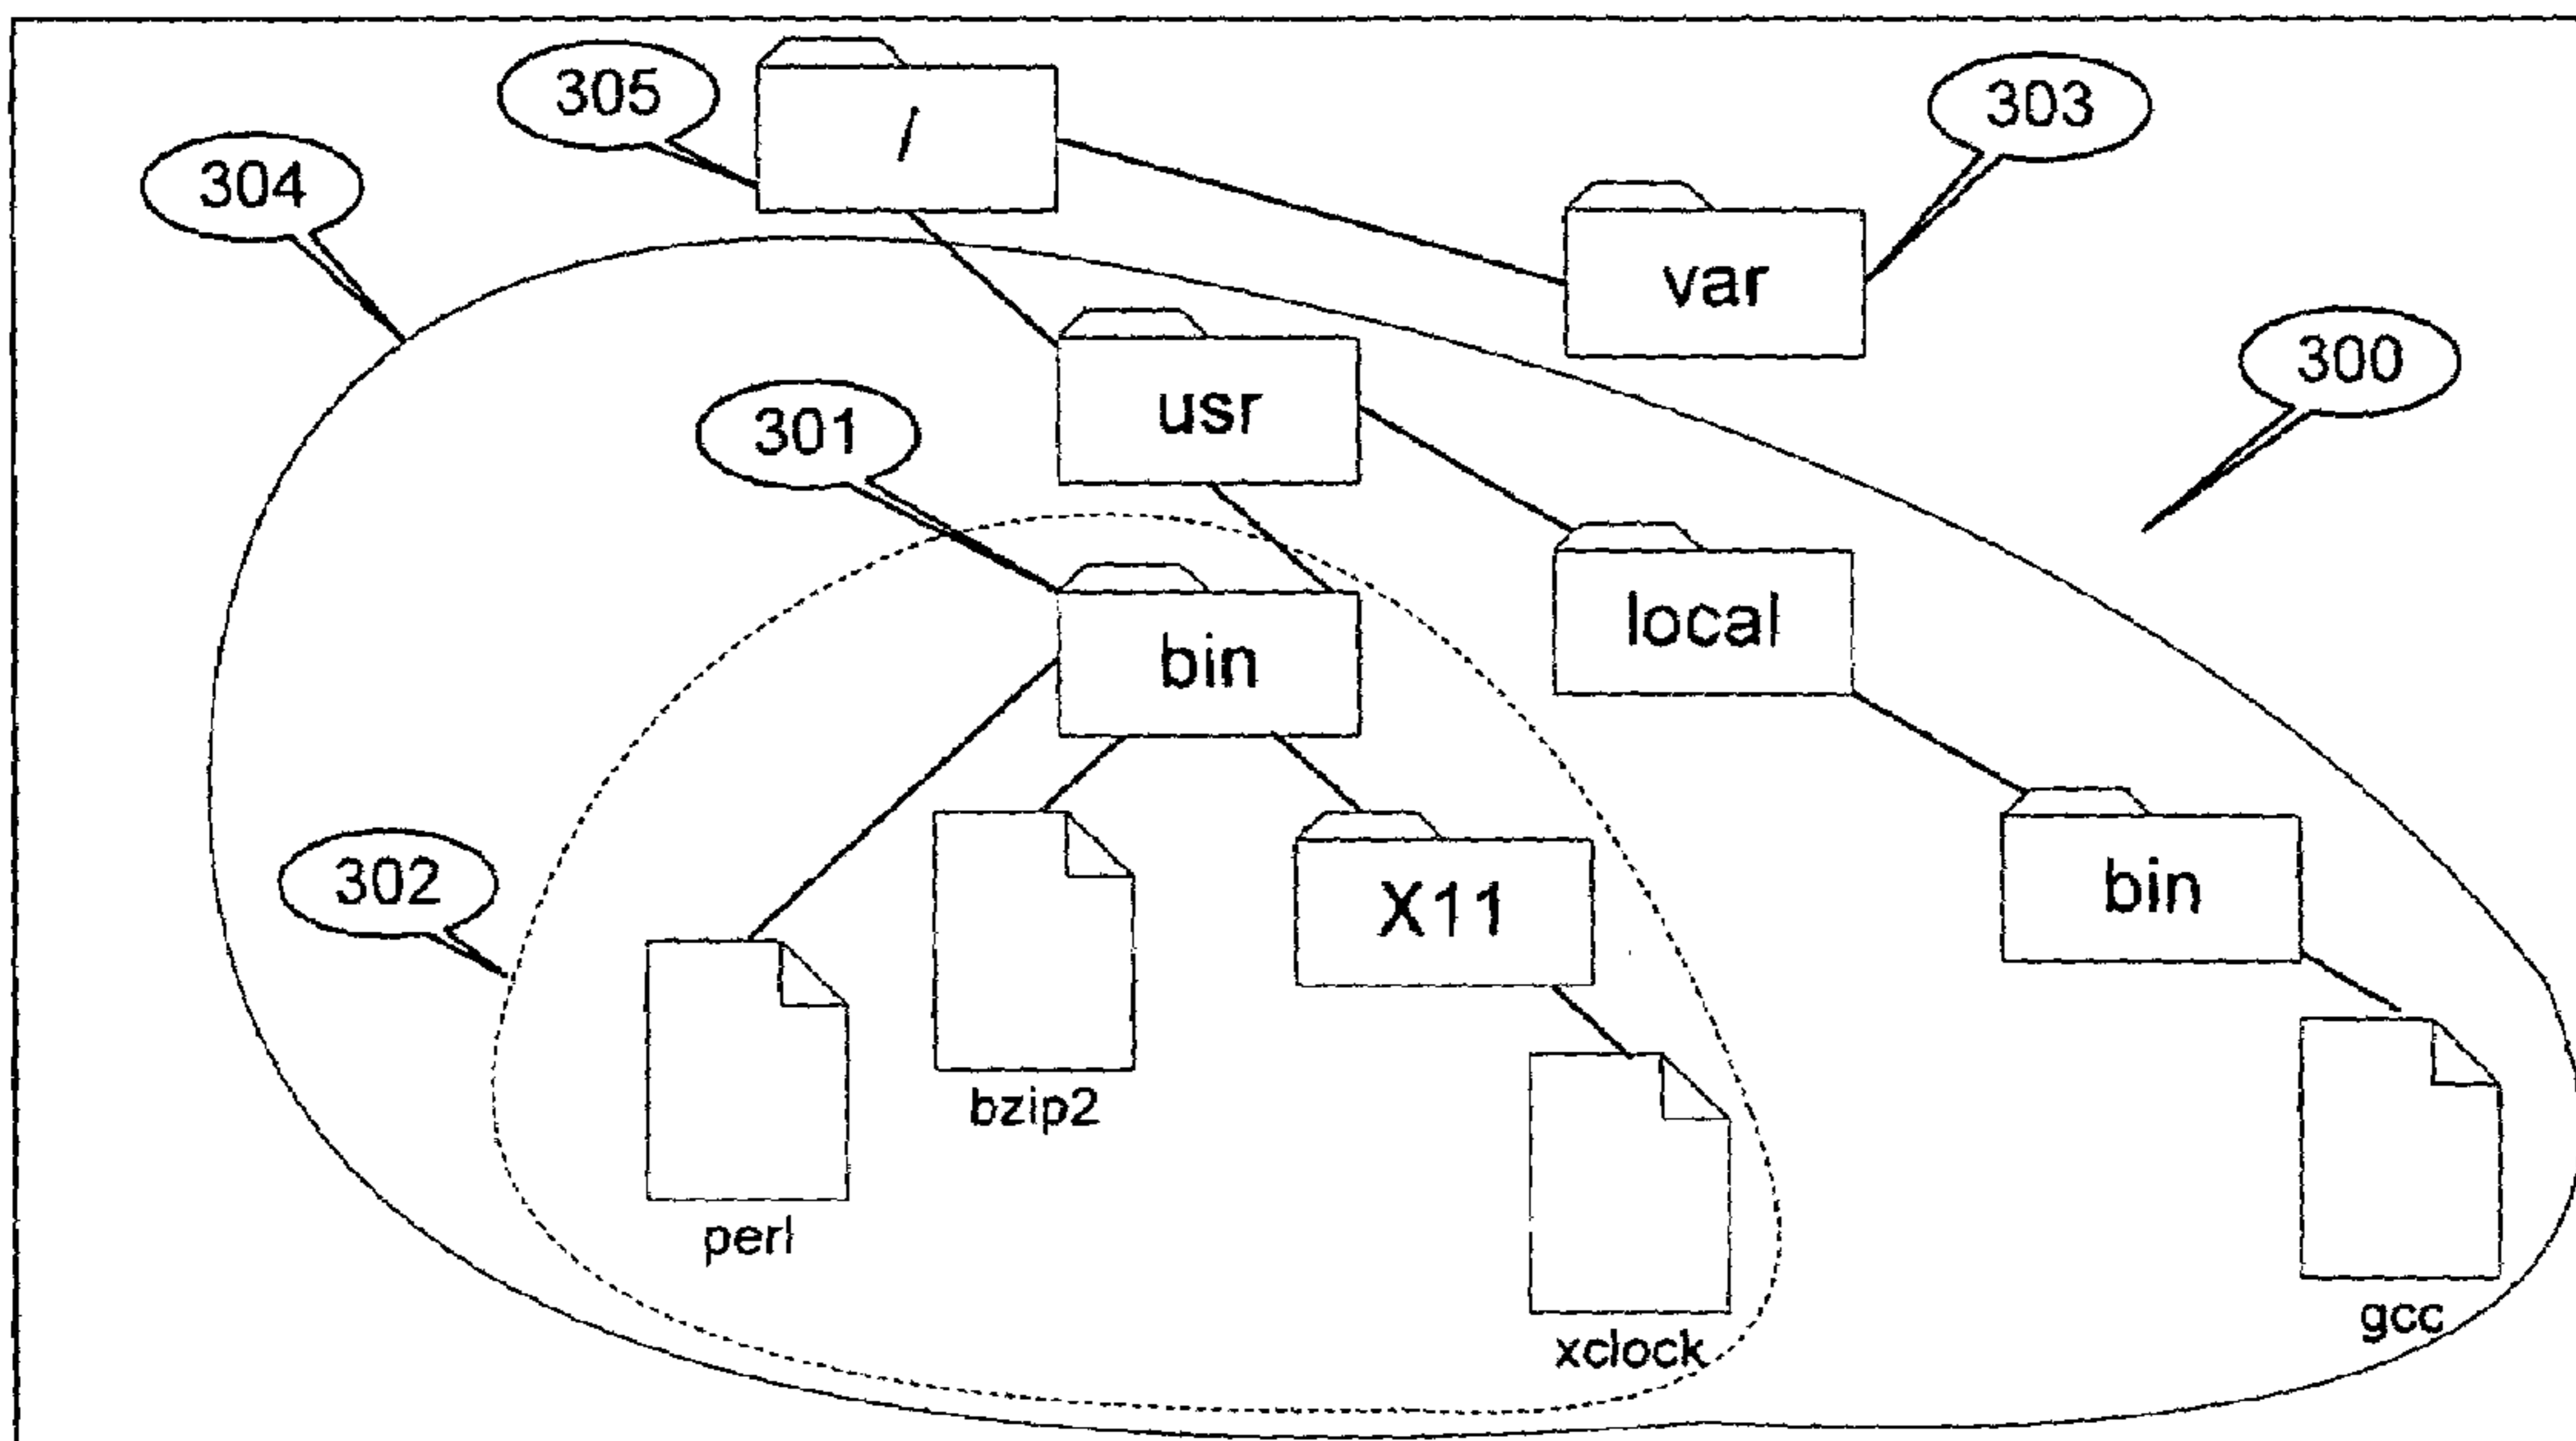 305
/
303
304
var
300
usr
301
local
bin
302
X11
bin
bzip2
perl
xclock
gcc